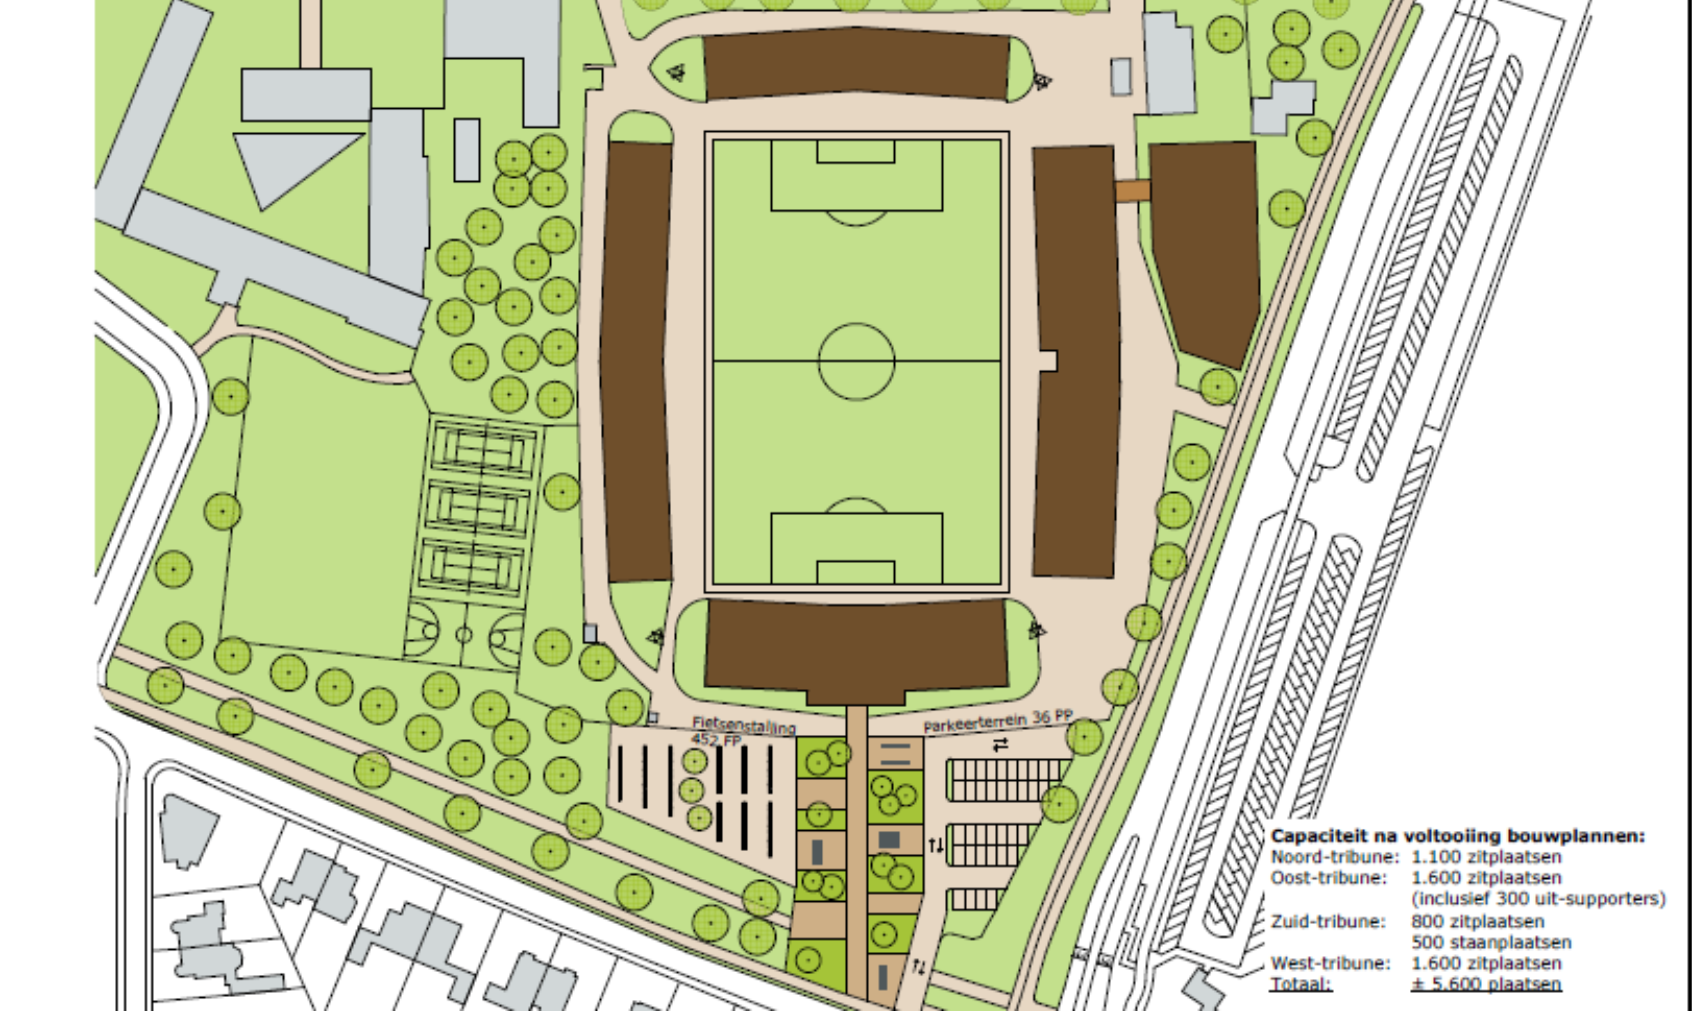 Fietsenstalling
452 FP
Parkeerterrein 36 PP
Capaciteit na voltooiing bouwplannen:
Noord-tribune: 1.100 zitplaatsen
Oost-tribune: 1.600 zitplaatsen
(inclusief 300 uit-supporters)
Zuid-tribune: 800 zitplaatsen
500 staanplaatsen
West-tribune: 1.600 zitplaatsen
Totaal: ± 5.600 plaatsen